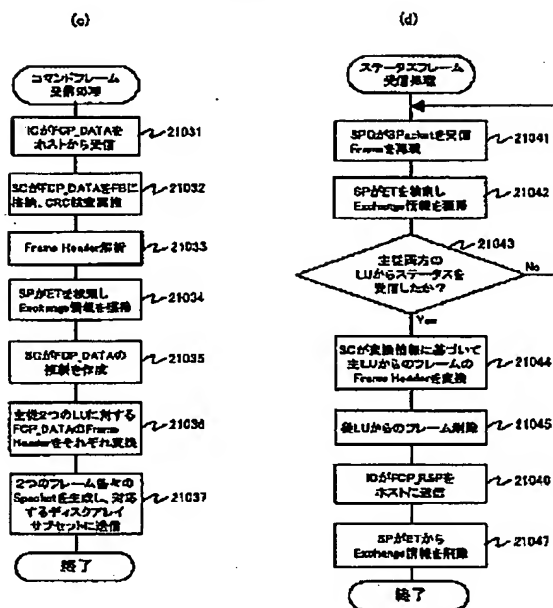 (c)
コマンドフレーム
受信処理
ICがFCP_DATAを
ホストから受信
21031
SCがFCP_DATAをFBに
格納、CRC検査実施
21032
Frame Header解析
21033
SPがETを検索し
Exchange情報を獲得
21034
SCがFCP_DATAの
複製を作成
21035
主従2つのLUに対する
FCP_DATAのFrame
Headerをそれぞれ変換
21036
2つのフレーム各々の
Spacketを生成し、対応
するディスクアレイ
サブセットに送信
21037
終了
(d)
ステータスフレーム
受信処理
SPGがSPacketを受信
Frameを再現
21041
SPがETを検索し
Exchange情報を獲得
21042
21043
主従両方の
LUからステータスを
受信したか?
No
Yes
SCが変換情報に基づいて
主LUからのフレームの
Frame Headerを変換
21044
従LUからのフレーム削除
21045
ICがFCP_RSPを
ホストに送信
21046
SPがETから
Exchange情報を削除
21047
終了